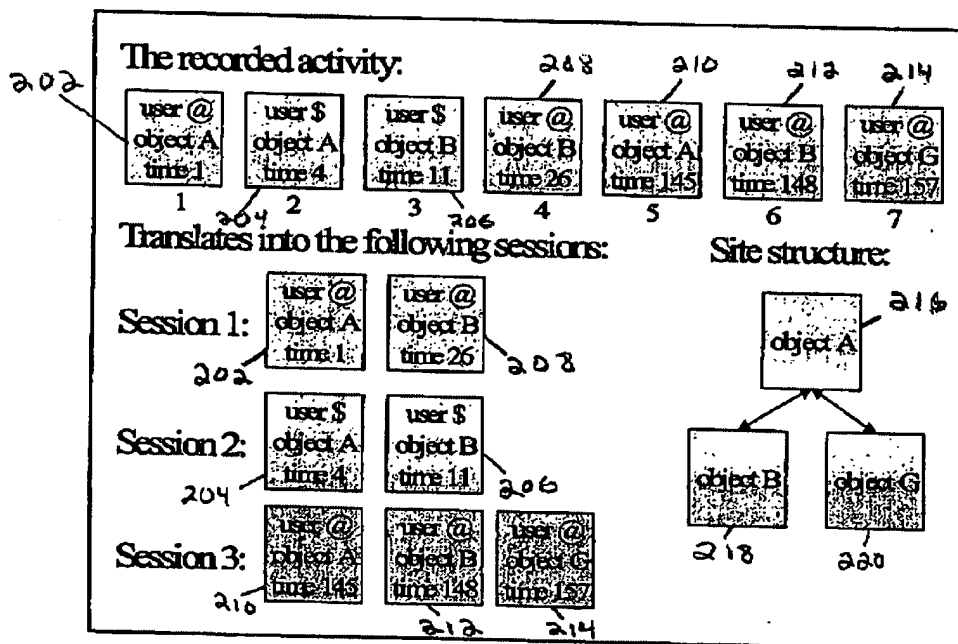 The recorded activity:
208 210 212 214
202
user @ user $ user $ user @ user @ user @ user @
object A object A object B object B object A object B object G
time 1 time 4 time 11 time 26 time 145 time 148 time 157
1 2 3 4 5 6 7
204 206
Translates into the following sessions: Site structure:
216
Session 1:
user @ user @
object A object B
time 1 time 26
202 208
object A
Session 2:
user $ user $
object A object B
time 4 time 11
204 206
object B object G
218 220
Session 3:
user @ user @ user @
object A object B object G
time 145 time 148 time 157
210 212 214